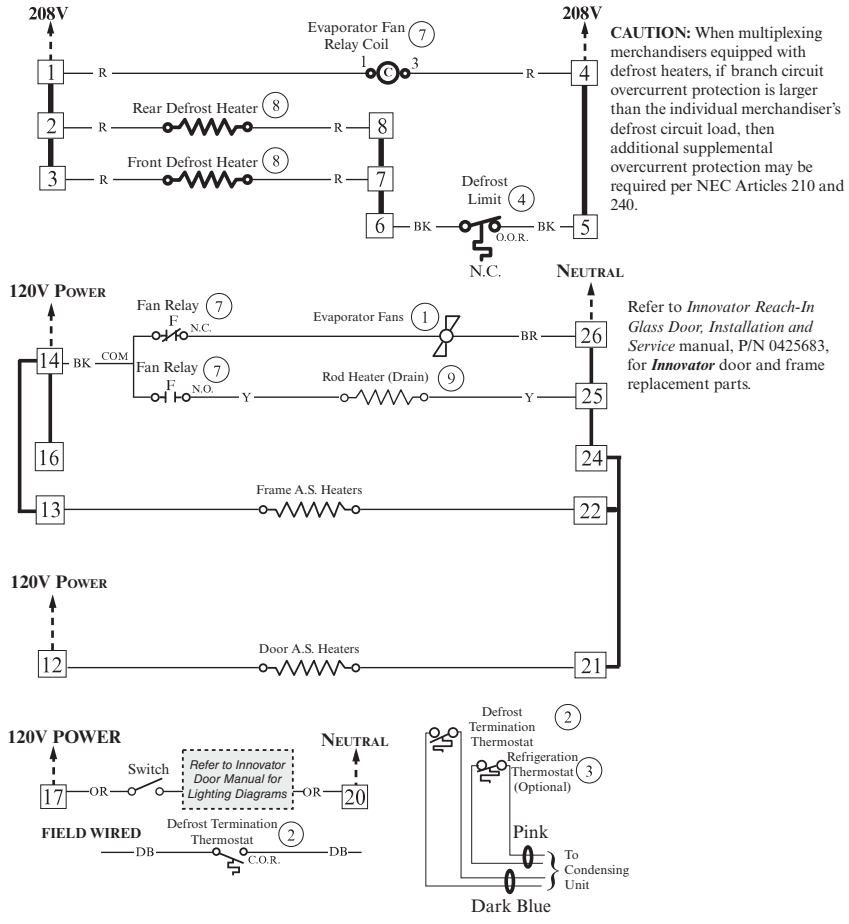 208V
208V
Evaporator Fan
Relay Coil
7
1
R
1
C
3
R
4
CAUTION: When multiplexing
merchandisers equipped with
defrost heaters, if branch circuit
overcurrent protection is larger
than the individual merchandiser's
defrost circuit load, then
additional supplemental
overcurrent protection may be
required per NEC Articles 210 and
240.
Rear Defrost Heater
8
2
R
R
8
Front Defrost Heater
8
3
R
R
7
Defrost
Limit
4
6
BK
O.O.R.
BK
5
N.C.
120V POWER
NEUTRAL
Fan Relay
7
F
N.C.
Evaporator Fans
1
BR
26
Refer to Innovator Reach-In
Glass Door, Installation and
Service manual, P/N 0425683,
for Innovator door and frame
replacement parts.
14
BK
COM
Fan Relay
7
F
N.O.
Y
Rod Heater (Drain)
9
Y
25
16
24
Frame A.S. Heaters
13
22
120V POWER
Door A.S. Heaters
12
21
120V POWER
NEUTRAL
Switch
17
OR
Refer to Innovator
Door Manual for
Lighting Diagrams
OR
20
FIELD WIRED
Defrost Termination
Thermostat
2
DB
C.O.R.
DB
Defrost
Termination
Thermostat
2
Refrigeration
Thermostat
(Optional)
3
Pink
To
Condensing
Unit
Dark Blue